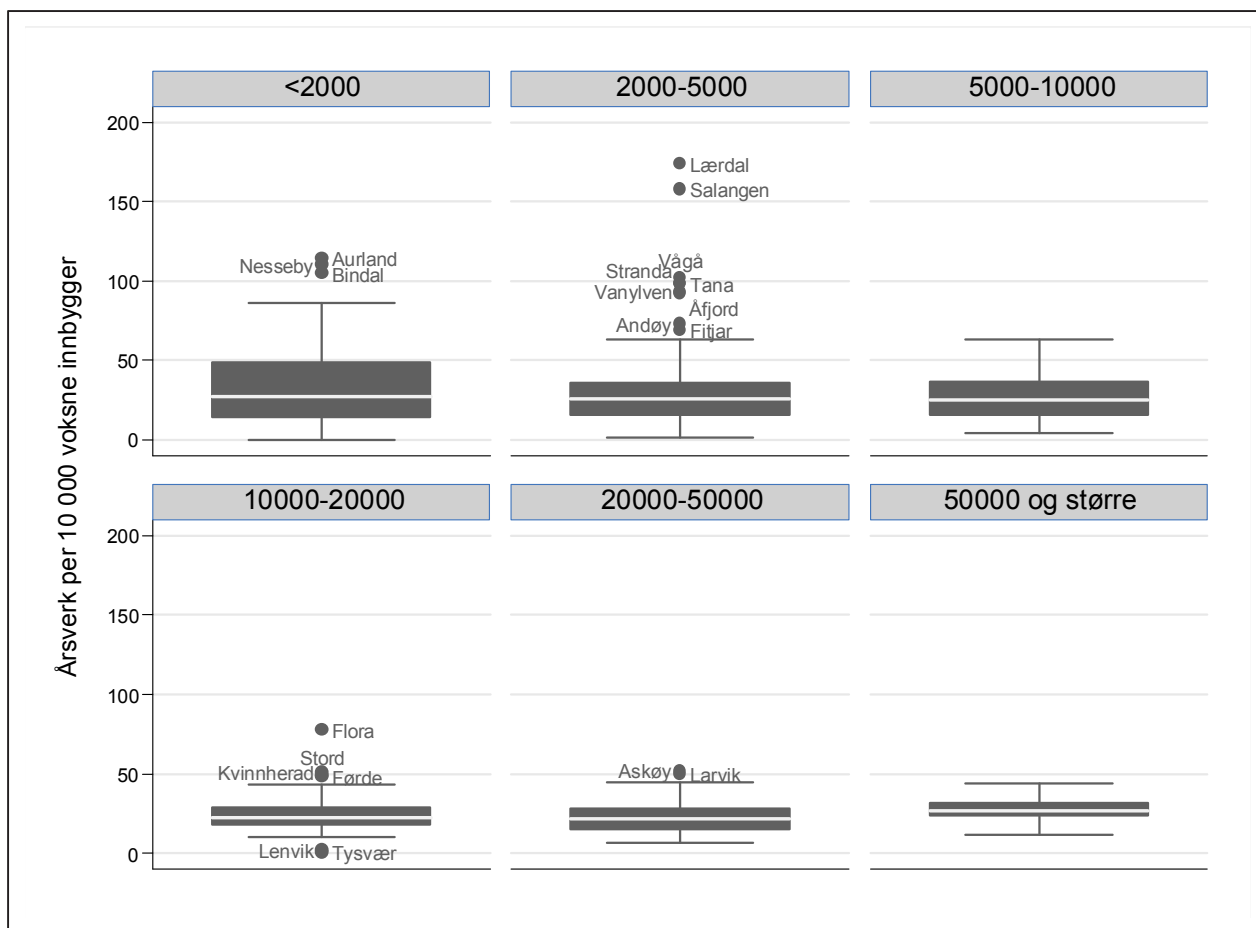 Årsverk per 10 000 voksne innbygger
<2000
2000-5000
5000-10000
200
150
100
50
0
Nesseby
Aurland
Bindal
Lærdal
Salangen
Vågå
Stranda
Tana
Vanylven
Åfjord
Andøy
Fitjar
10000-20000
20000-50000
50000 og større
200
150
100
50
0
Flora
Stord
Kvinnherad
Førde
Lenvik
Tysvær
Askøy
Larvik